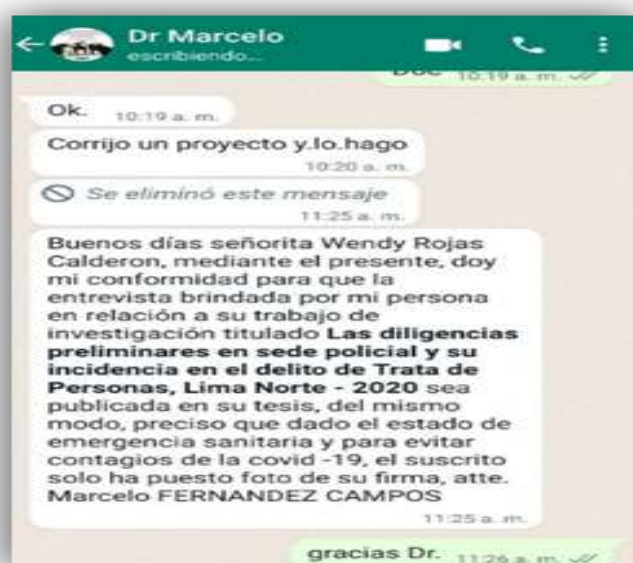 Dr Marcelo
escribiendo...
Doc 10:19 a. m.
Ok. 10:19 a. m.
Corrijo un proyecto y.lo.hago
10:20 a. m.
Se eliminó este mensaje
11:25 a. m.
Buenos días señorita Wendy Rojas
Calderon, mediante el presente, doy
mi conformidad para que la
entrevista brindada por mi persona
en relación a su trabajo de
investigación titulado Las diligencias
preliminares en sede policial y su
incidencia en el delito de Trata de
Personas, Lima Norte - 2020 sea
publicada en su tesis, del mismo
modo, preciso que dado el estado de
emergencia sanitaria y para evitar
contagios de la covid -19, el suscrito
solo ha puesto foto de su firma, atte.
Marcelo FERNANDEZ CAMPOS
11:25 a. m.
gracias Dr. 11:26 a. m.